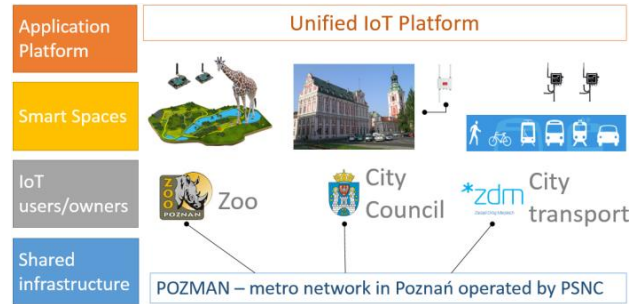 Application
Platform
Unified IoT Platform
Smart Spaces
IoT
users/owners
ZOO
POZNAŃ
Zoo
City
Council
*zdm
City
transport
Shared
infrastructure
POZMAN – metro network in Poznań operated by PSNC